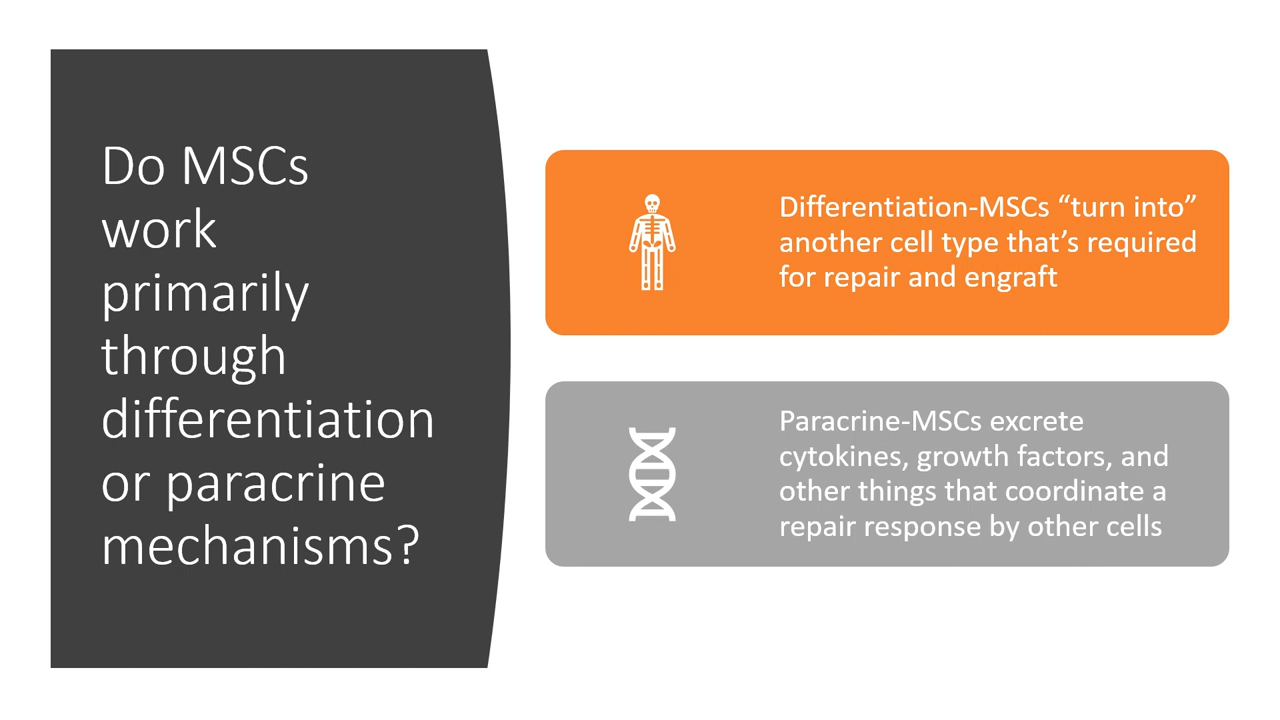 Do MSCs
work
primarily
through
differentiation
or paracrine
mechanisms?
Differentiation-MSCs “turn into”
another cell type that’s required
for repair and engraft
Paracrine-MSCs excrete
cytokines, growth factors, and
other things that coordinate a
repair response by other cells